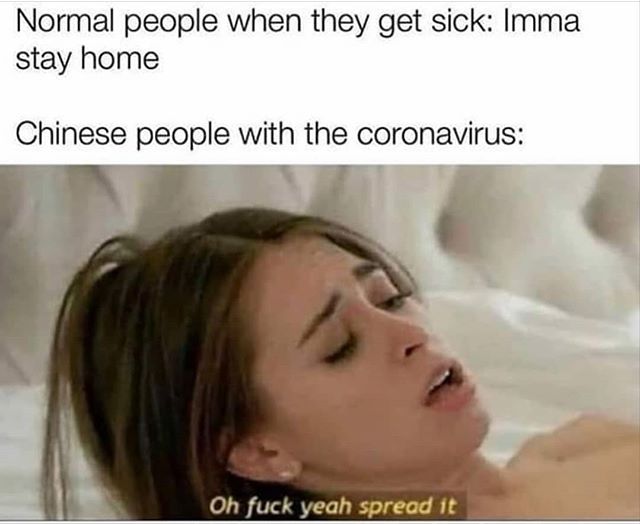 Normal people when they get sick: Imma
stay home
Chinese people with the coronavirus:
Oh fuck yeah spread it